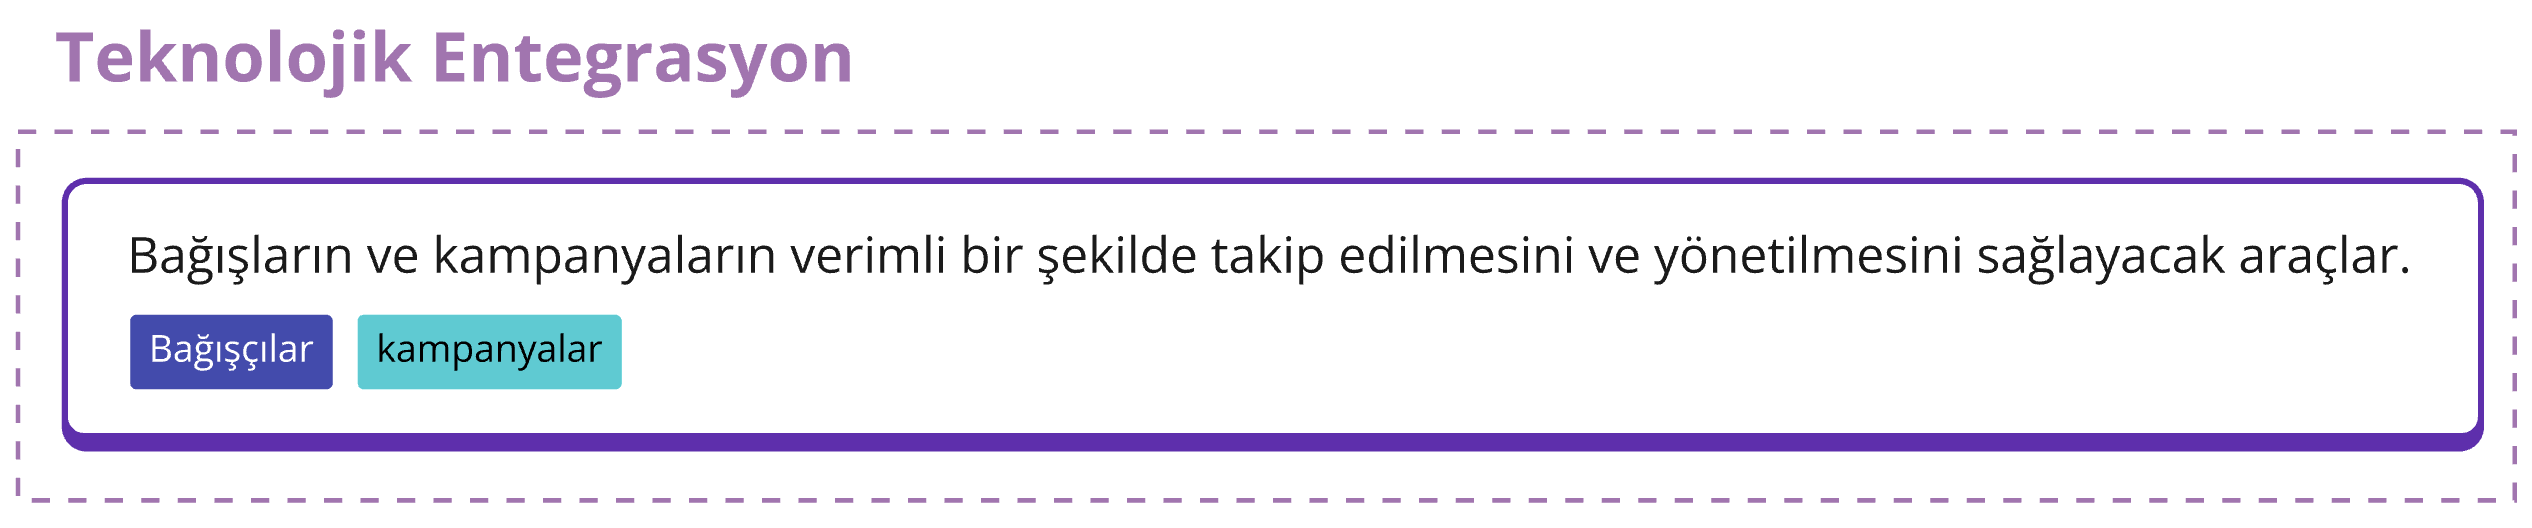 Teknolojik Entegrasyon
Bağışların ve kampanyaların verimli bir şekilde takip edilmesini ve yönetilmesini sağlayacak araçlar.
Bağışçılar kampanyalar